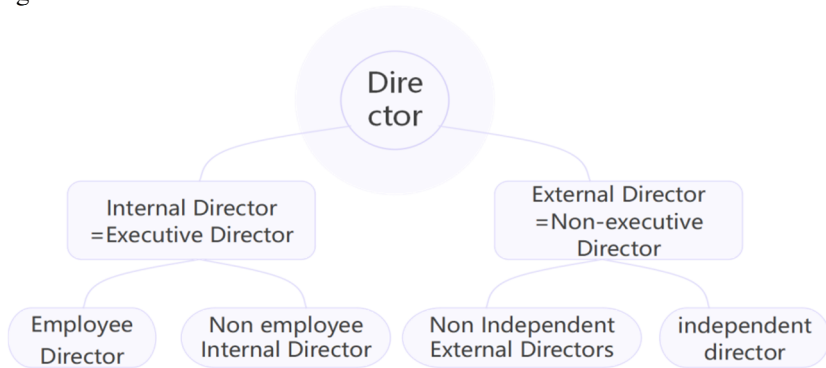 Dire
ctor
Internal Director
=Executive Director
External Director
=Non-executive
Director
Employee
Director
Non employee
Internal Director
Non Independent
External Directors
independent
director